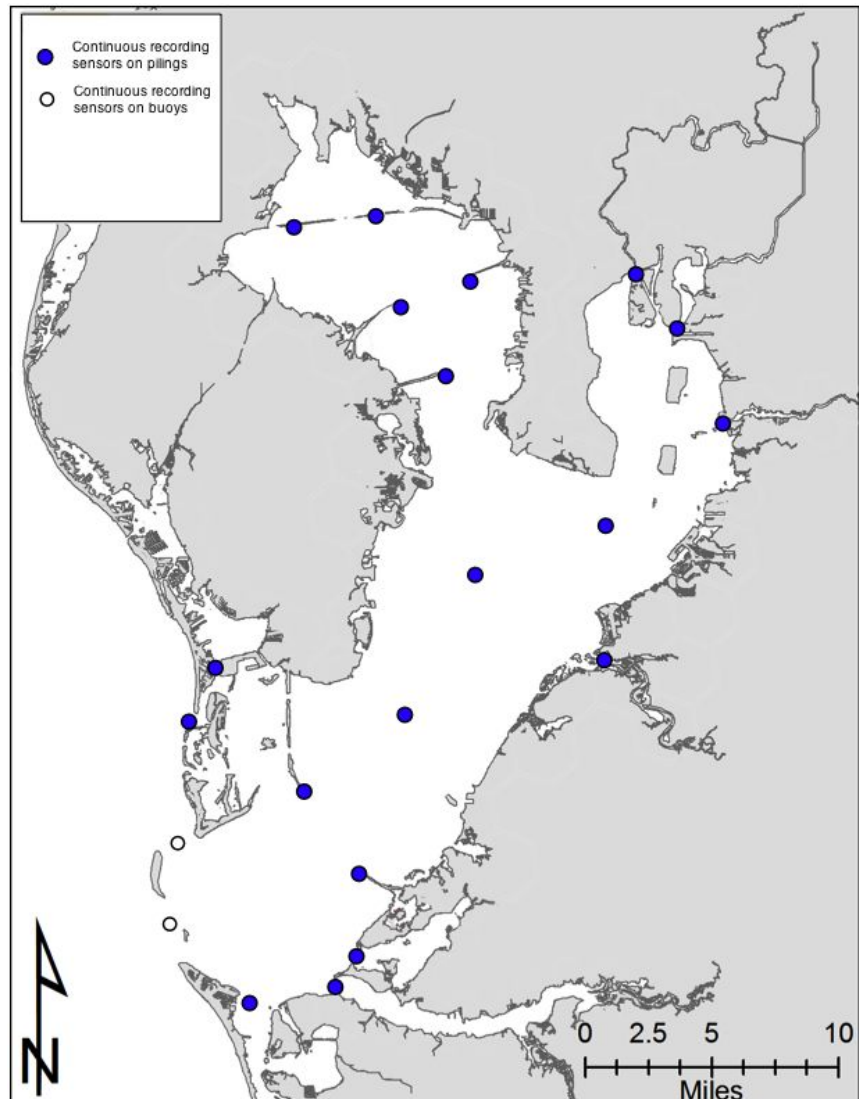 Continuous recording
sensors on pilings
Continuous recording
sensors on buoys
N
0 2.5 5 10
Miles